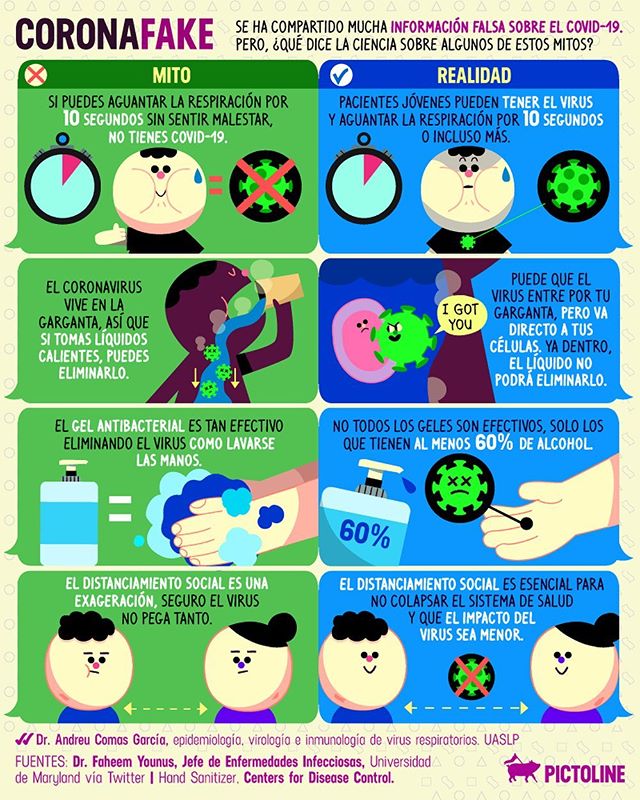 CORONAFAKE
SE HA COMPARTIDO MUCHA INFORMACIÓN FALSA SOBRE EL COVID-19.
PERO, ¿QUÉ DICE LA CIENCIA SOBRE ALGUNOS DE ESTOS MITOS?
MITO
REALIDAD
SI PUEDES AGUANTAR LA RESPIRACIÓN POR
10 SEGUNDOS SIN SENTIR MALESTAR,
NO TIENES COVID-19.
PACIENTES JÓVENES PUEDEN TENER EL VIRUS
Y AGUANTAR LA RESPIRACIÓN POR 10 SEGUNDOS
O INCLUSO MÁS.
=
EL CORONAVIRUS
VIVE EN LA
GARGANTA, ASÍ QUE
SI TOMAS LÍQUIDOS
CALIENTES, PUEDES
ELIMINARLO.
I GOT
YOU
PUEDE QUE EL
VIRUS ENTRE POR TU
GARGANTA, PERO VA
DIRECTO A TUS
CÉLULAS. YA DENTRO,
EL LÍQUIDO NO
PODRÁ ELIMINARLO.
EL GEL ANTIBACTERIAL ES TAN EFECTIVO
ELIMINANDO EL VIRUS COMO LAVARSE
LAS MANOS.
=
NO TODOS LOS GELES SON EFECTIVOS, SOLO LOS
QUE TIENEN AL MENOS 60% DE ALCOHOL.
60%
EL DISTANCIAMIENTO SOCIAL ES UNA
EXAGERACIÓN, SEGURO EL VIRUS
NO PEGA TANTO.
EL DISTANCIAMIENTO SOCIAL ES ESENCIAL PARA
NO COLAPSAR EL SISTEMA DE SALUD
Y QUE EL IMPACTO DEL
VIRUS SEA MENOR.
Dr. Andreu Comas García, epidemiología, virología e inmunología de virus respiratorios. UASLP
FUENTES: Dr. Faheem Younus, Jefe de Enfermedades Infecciosas, Universidad
de Maryland vía Twitter | Hand Sanitizer, Centers for Disease Control.
PICTOLINE